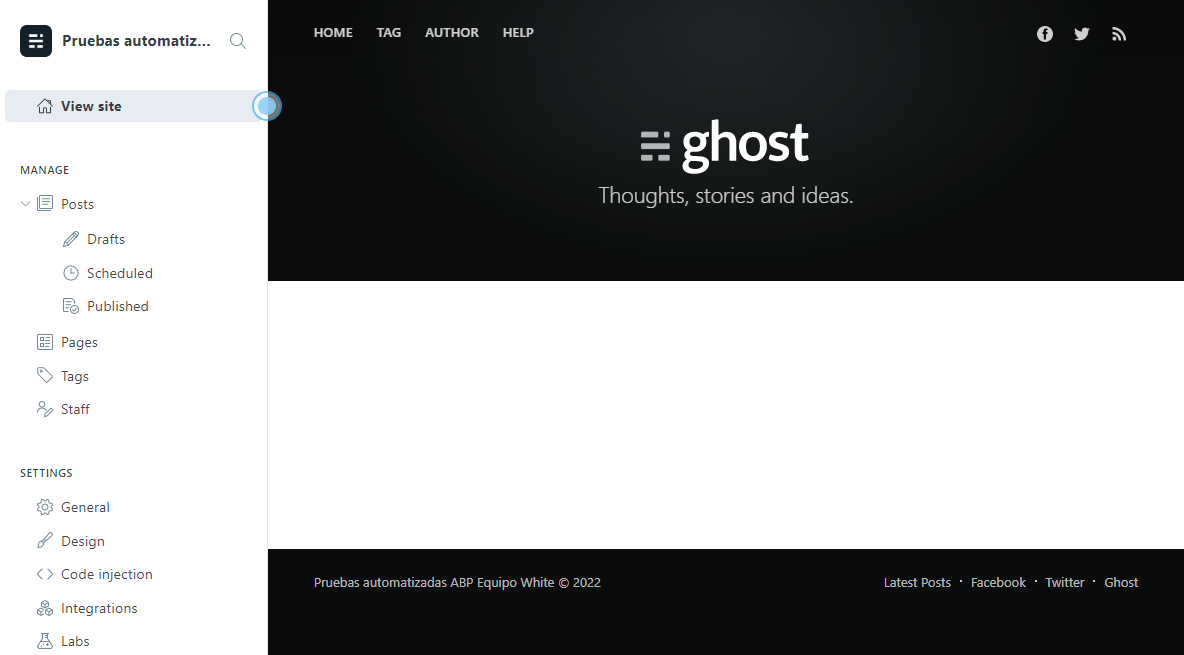 Pruebas automatiz...
View site
MANAGE
Posts
Drafts
Scheduled
Published
Pages
Tags
Staff
SETTINGS
General
Design
Code injection
Integrations
Labs
HOME TAG AUTHOR HELP
ghost
Thoughts, stories and ideas.
Pruebas automatizadas ABP Equipo White © 2022
Latest Posts · Facebook · Twitter · Ghost